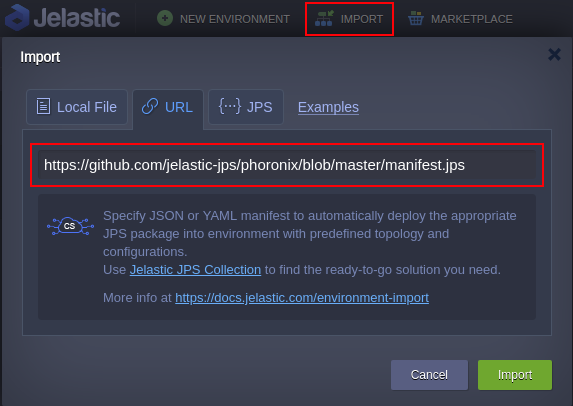 Jelastic NEW ENVIRONMENT IMPORT MARKETPLACE
Import
Local File URL {···} JPS Examples
https://github.com/jelastic-jps/phoronix/blob/master/manifest.jps
Specify JSON or YAML manifest to automatically deploy the appropriate
CS
JPS package into environment with predefined topology and
configurations.
Use Jelastic JPS Collection to find the ready-to-go solution you need.
More info at https://docs.jelastic.com/environment-import
Cancel Import